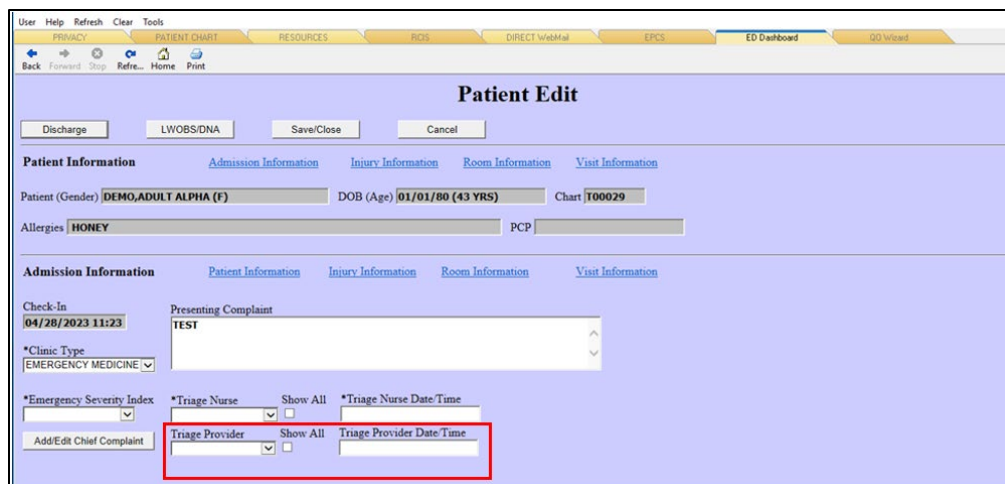 User Help Refresh Clear Tools
PRIVACY PATIENT CHART RESOURCES RCIS DIRECT WebMail EPCS ED Dashboard QO Wizard
Back Forward Stop Refre... Home Print
Patient Edit
Discharge LWOBS/DNA Save/Close Cancel
Patient Information Admission Information Injury Information Room Information Visit Information
Patient (Gender) DEMO,ADULT ALPHA (F) DOB (Age) 01/01/80 (43 YRS) Chart T00029
Allergies HONEY PCP
Admission Information Patient Information Injury Information Room Information Visit Information
Check-In Presenting Complaint
04/28/2023 11:23 TEST
*Clinic Type
EMERGENCY MEDICINE
*Emergency Severity Index *Triage Nurse Show All *Triage Nurse Date/Time
Add/Edit Chief Complaint Triage Provider Show All Triage Provider Date/Time